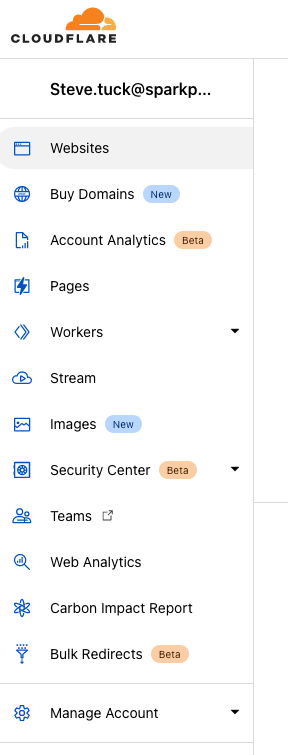 CLOUDFLARE
Steve.tuck@sparkp...
Websites
Buy Domains New
Account Analytics Beta
Pages
Workers
Stream
Images New
Security Center Beta
Teams
Web Analytics
Carbon Impact Report
Bulk Redirects Beta
Manage Account